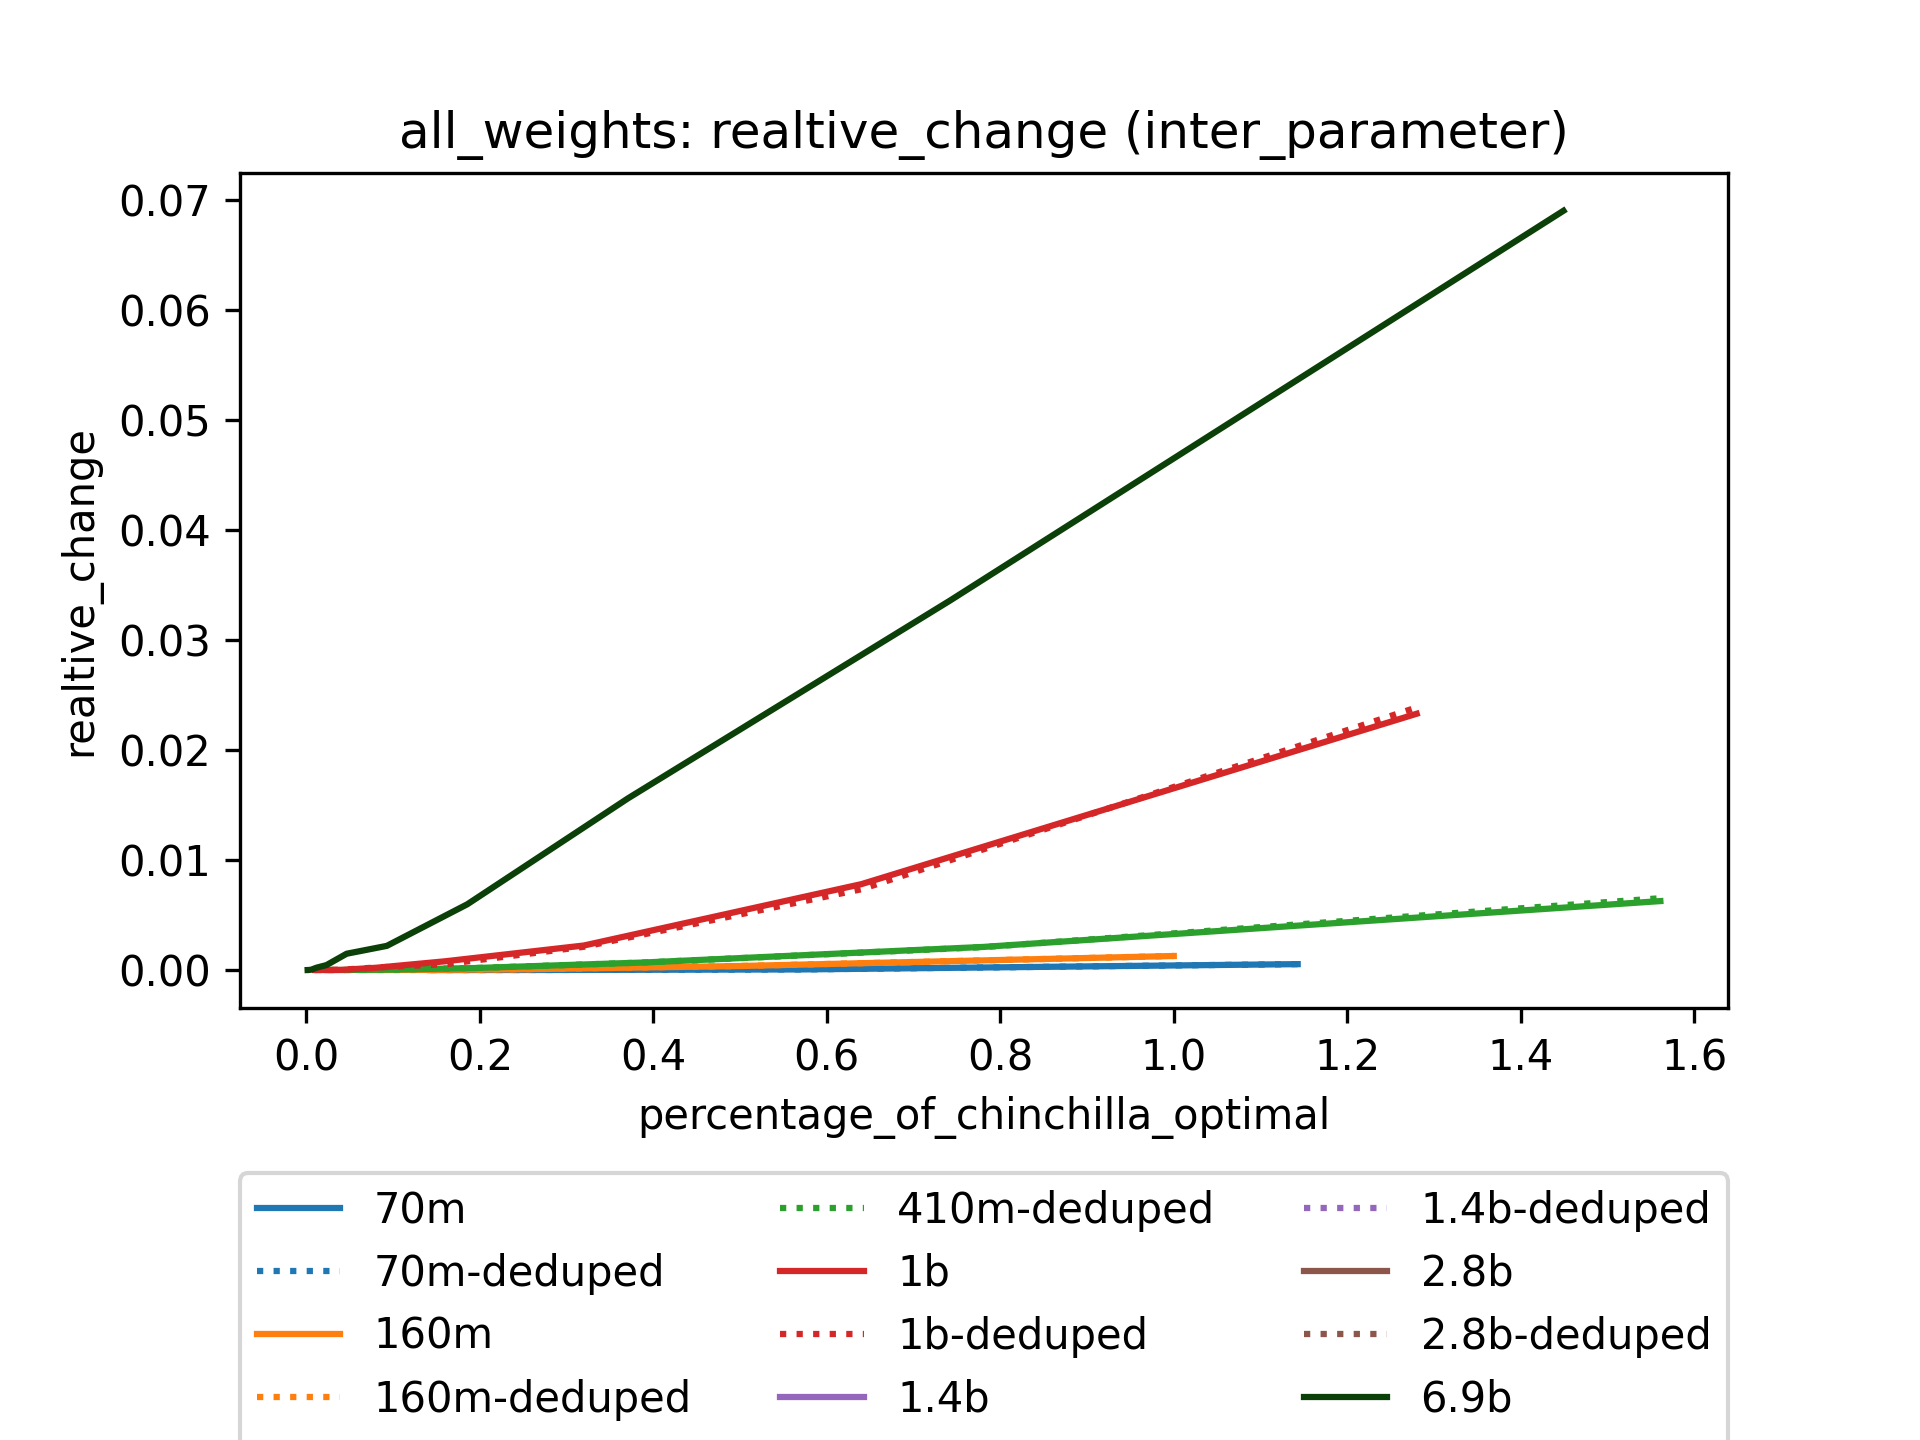 all_weights: realtive_change (inter_parameter)
0.07
0.06
0.05
0.04
0.03
0.02
0.01
0.00
realtive_change
0.0 0.2 0.4 0.6 0.8 1.0 1.2 1.4 1.6
percentage_of_chinchilla_optimal
70m 410m-deduped 1.4b-deduped
70m-deduped 1b 2.8b
160m 1b-deduped 2.8b-deduped
160m-deduped 1.4b 6.9b